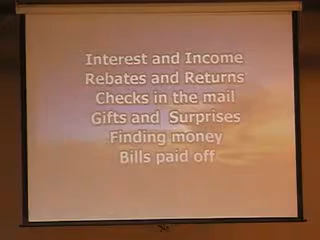 Interest and Income
Rebates and Returns
Checks in the mail
Gifts and Surprises
Finding money
Bills paid off